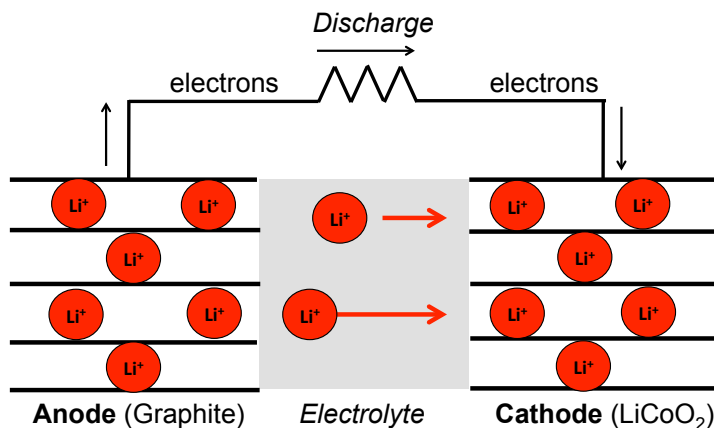 Discharge
electrons electrons
Li⁺ Li⁺ Li⁺ Li⁺ Li⁺
Li⁺ Li⁺
Li⁺ Li⁺ Li⁺ Li⁺ Li⁺
Li⁺ Li⁺
Anode (Graphite) Electrolyte Cathode (LiCoO₂)